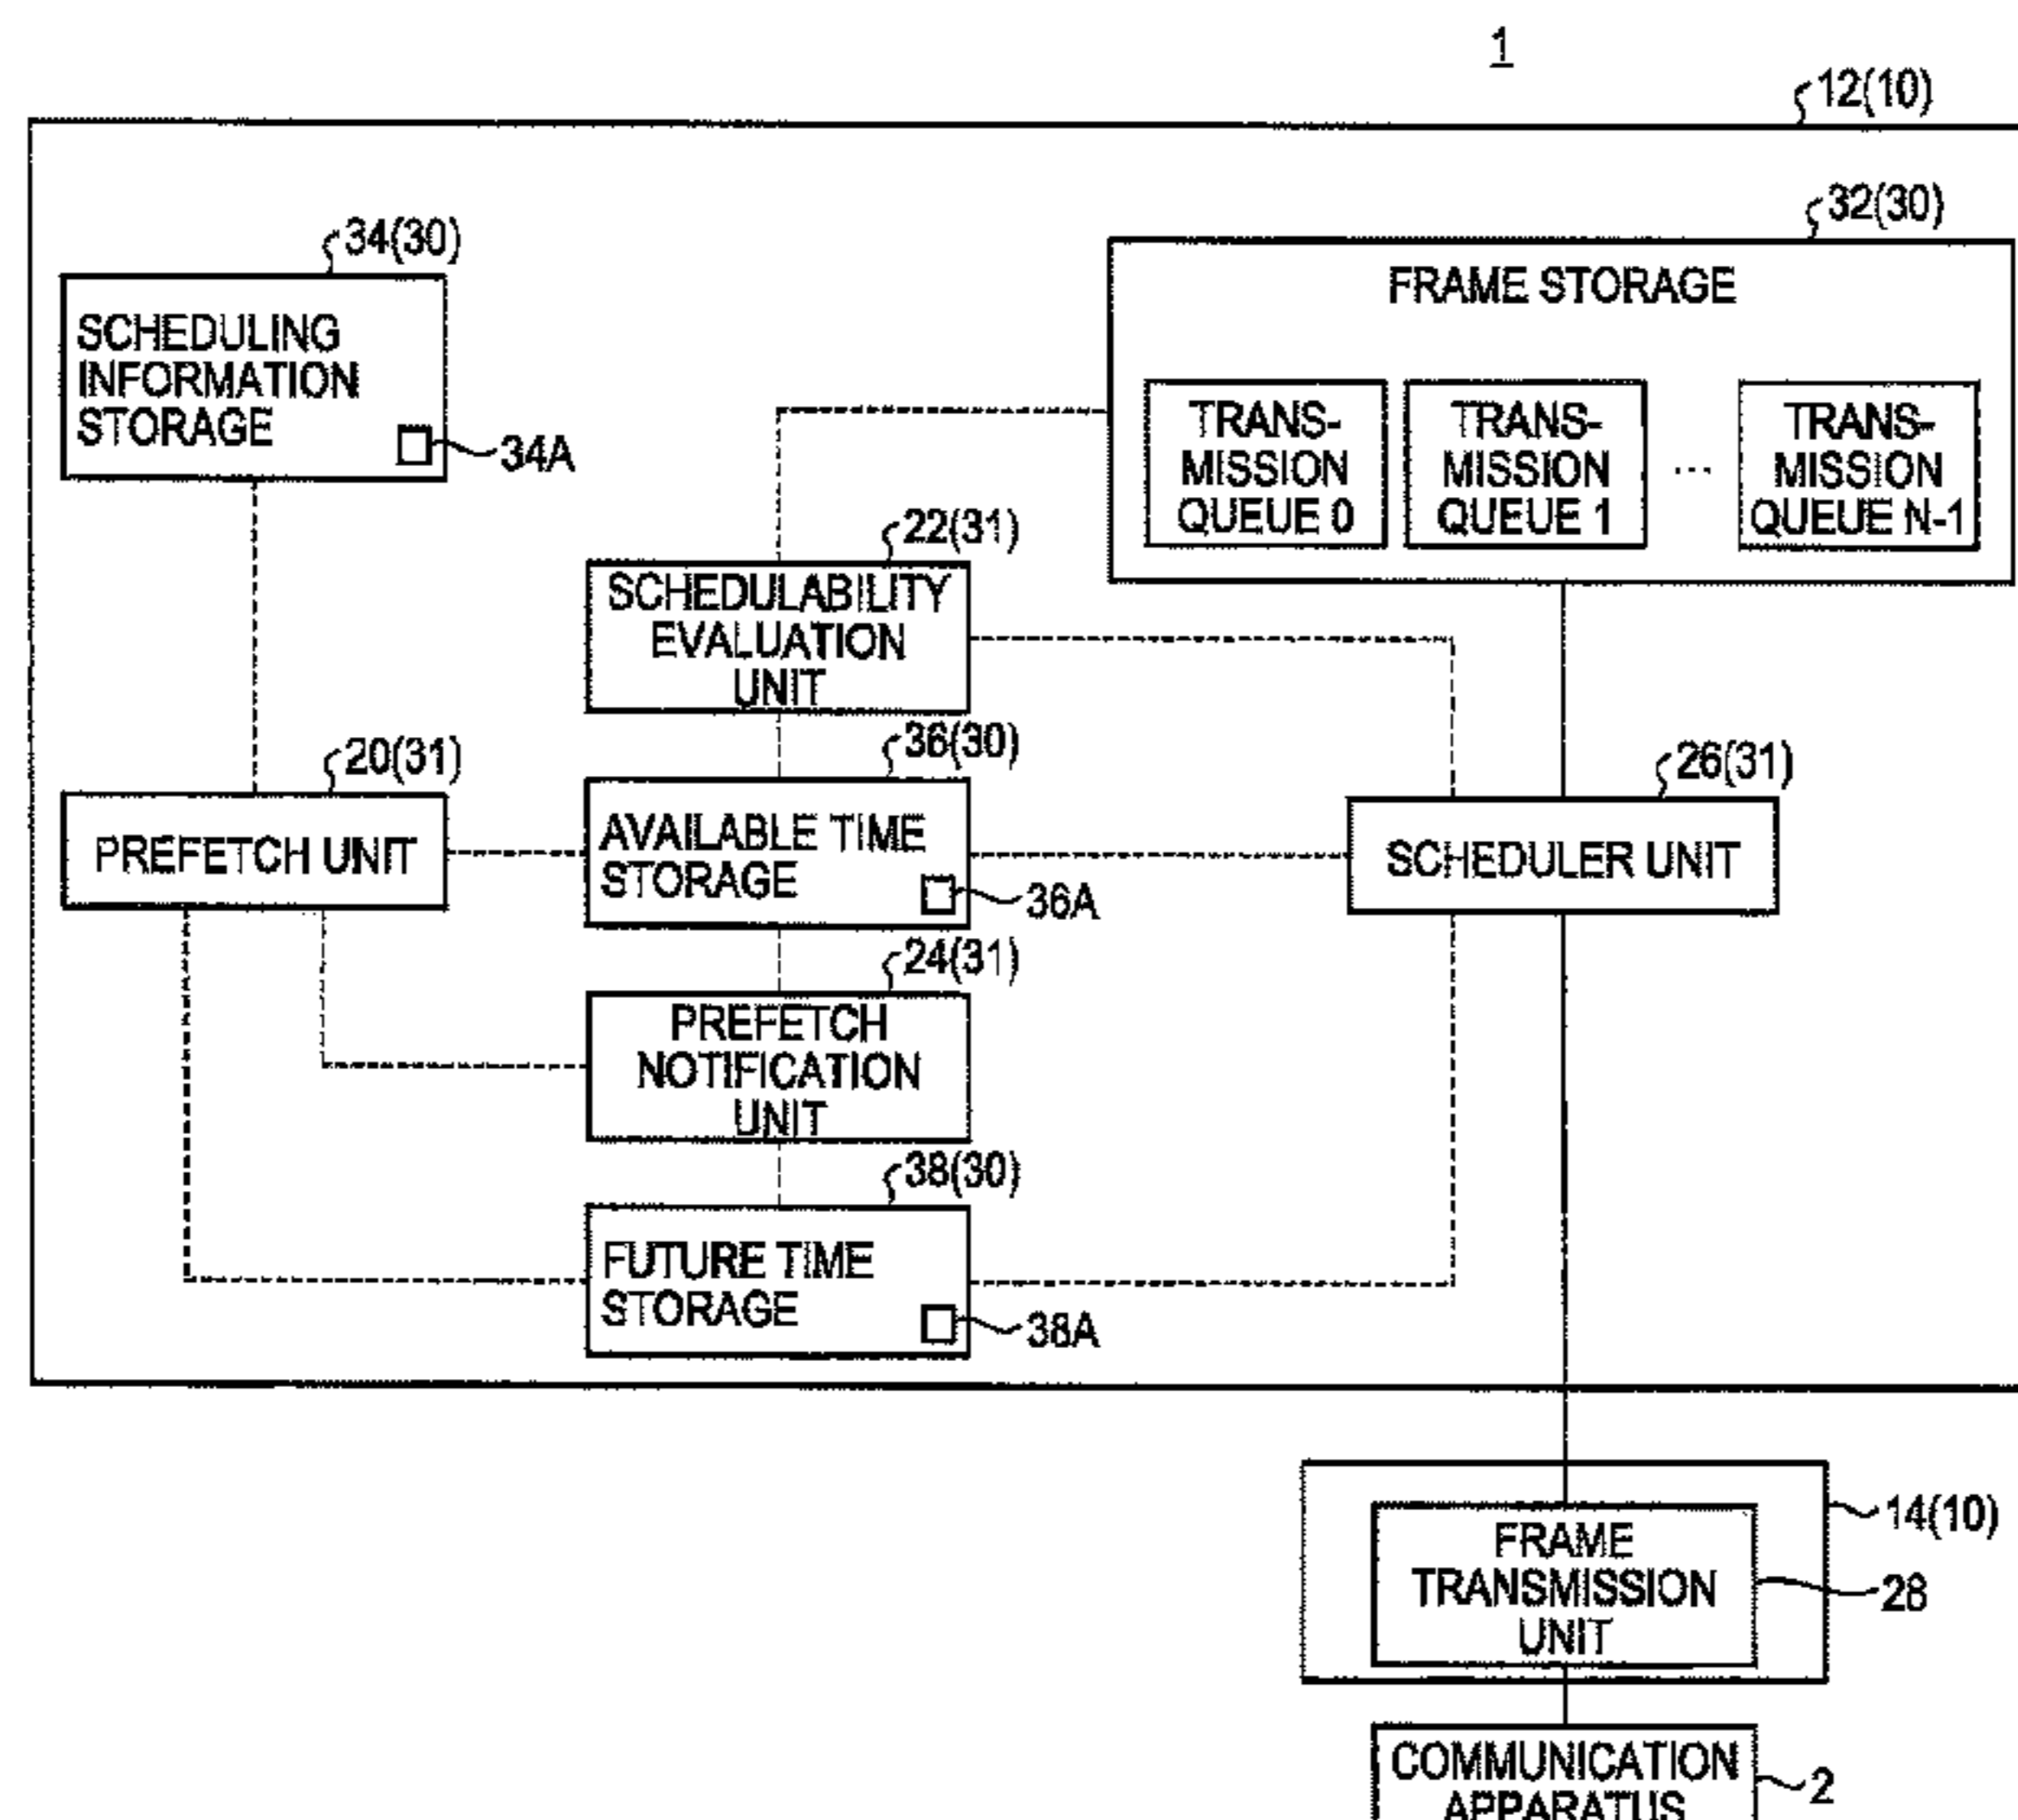 1
12(10)
34(30)
SCHEDULING
INFORMATION
STORAGE
34A
32(30)
FRAME STORAGE
TRANS-
MISSION
QUEUE 0
TRANS-
MISSION
QUEUE 1
...
TRANS-
MISSION
QUEUE N-1
22(31)
SCHEDULABILITY
EVALUATION
UNIT
20(31)
PREFETCH UNIT
36(30)
AVAILABLE TIME
STORAGE
36A
26(31)
SCHEDULER UNIT
24(31)
PREFETCH
NOTIFICATION
UNIT
38(30)
FUTURE TIME
STORAGE
38A
14(10)
FRAME
TRANSMISSION
UNIT
28
COMMUNICATION
APPARATUS
2